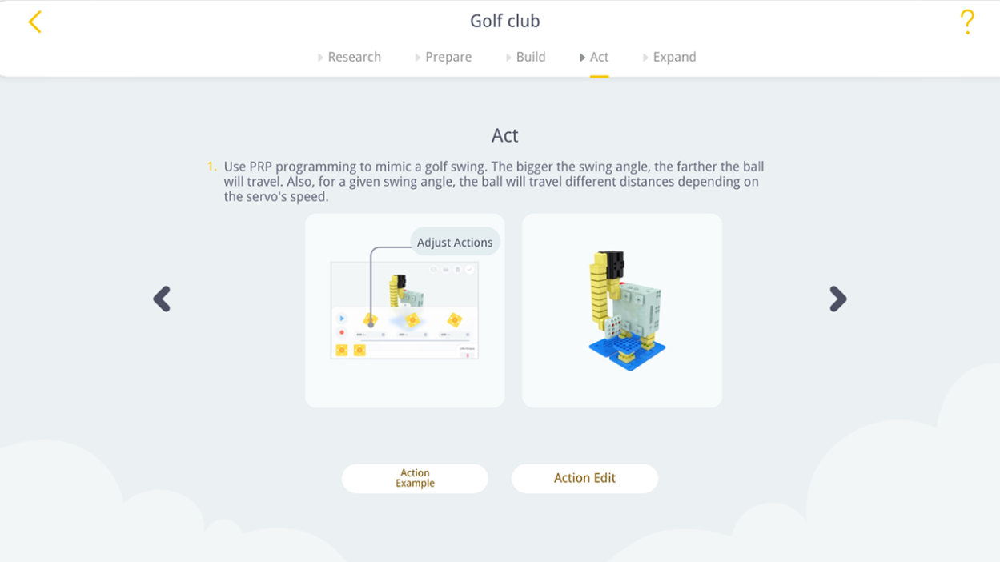 Golf club
Research
Prepare
Build
Act
Expand
Act
1. Use PRP programming to mimic a golf swing. The bigger the swing angle, the farther the ball
will travel. Also, for a given swing angle, the ball will travel different distances depending on
the servo's speed.
Adjust Actions
Action
Example
Action Edit